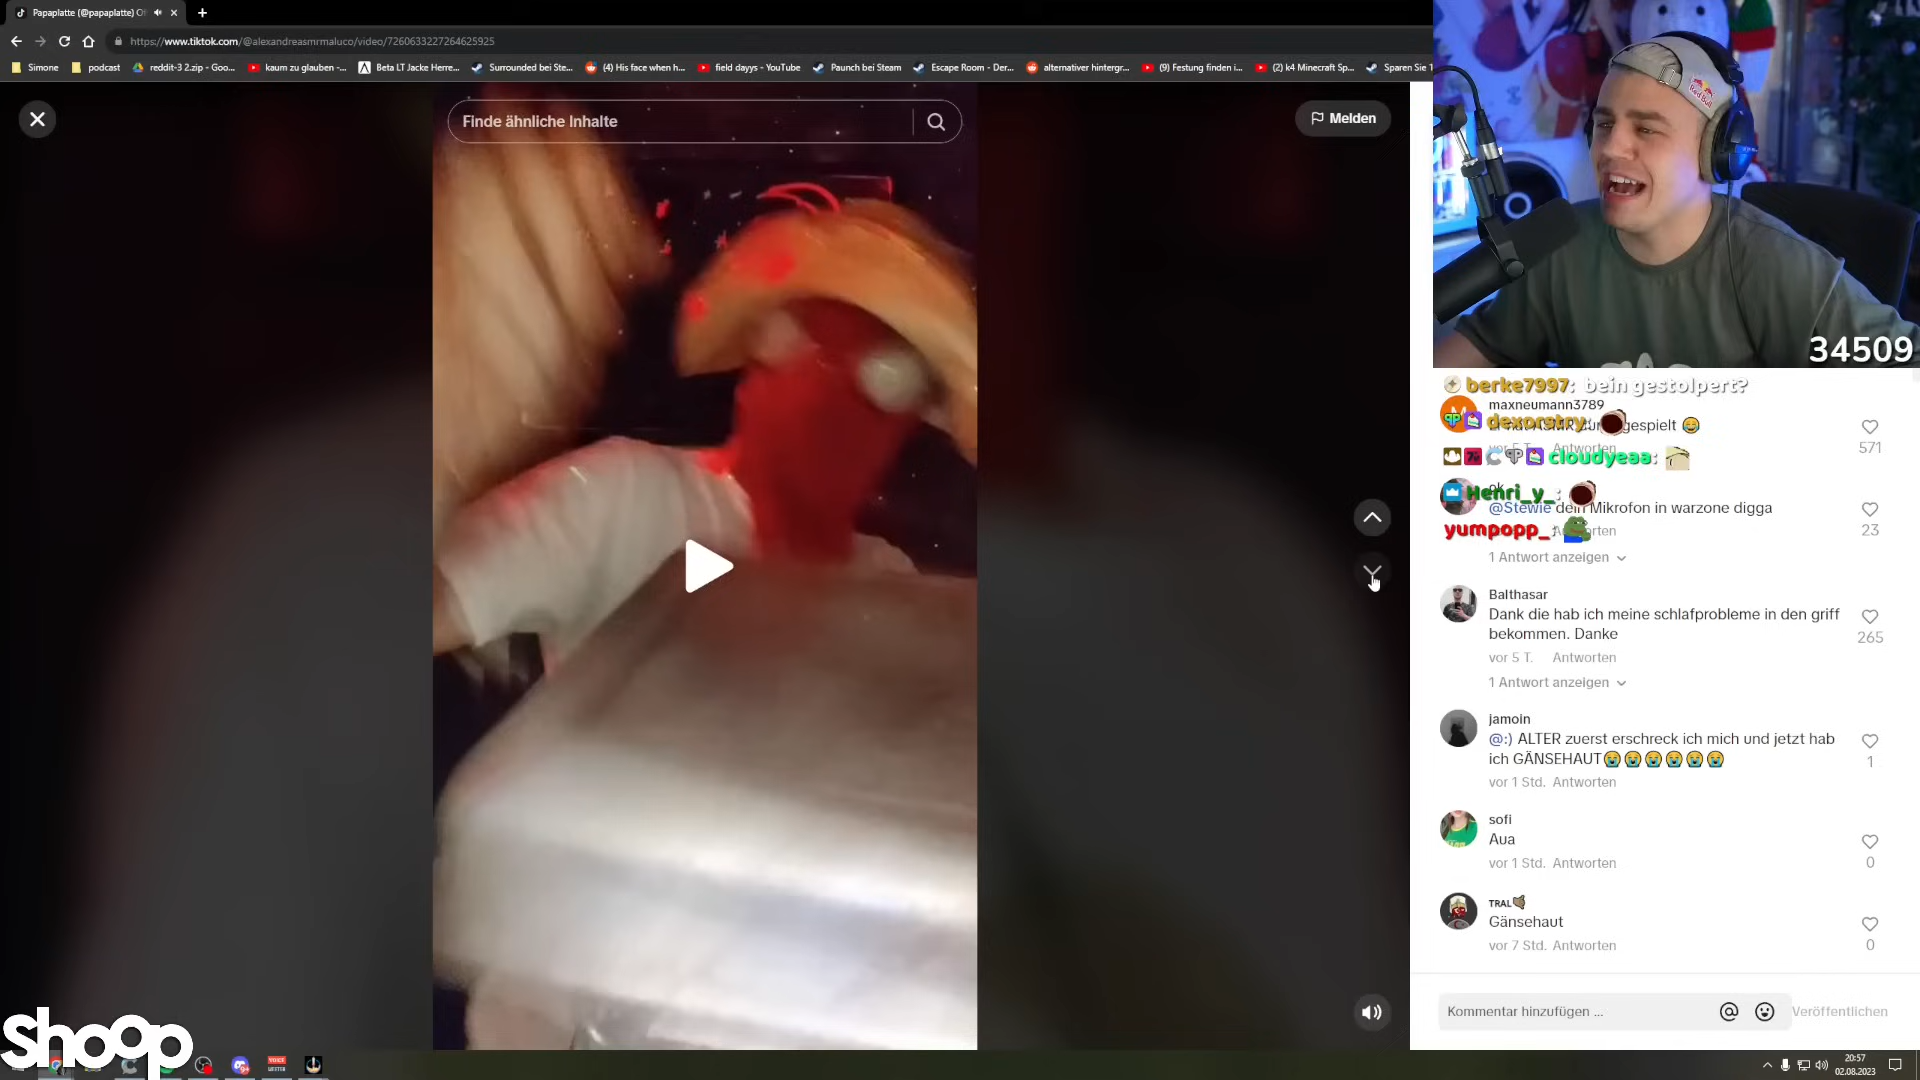 Papaplatte (@papaplatte) O
https://www.tiktok.com/@alexandreasmrmaluco/video/7260633227264625925
Simone
podcast
reddit-3 2.zip - Goo...
kaum zu glauben -...
Beta LT Jacke Herre...
Surrounded bei Ste...
(4) His face when h...
field dayys - YouTube
Paunch bei Steam
Escape Room - Der...
alternativer hintergr...
(9) Festung finden i...
(2) k4 Minecraft Sp...
Sparen Sie 1
Finde ähnliche Inhalte
Melden
Red Bull
34509
berke7997: bein gestolpert?
maxneumann3789
dexorstry:
gespielt 😂
vor 5 T. Antworten
571
cloudyeaa:
Henri_y_:
ok
@Stewie dein Mikrofon in warzone digga
23
yumpopp_:
1 Antwort anzeigen
Balthasar
Dank die hab ich meine schlafprobleme in den griff
bekommen. Danke
265
vor 5 T. Antworten
1 Antwort anzeigen
jamoin
@:) ALTER zuerst erschreck ich mich und jetzt hab
ich GÄNSEHAUT😭😭😭😭😭😭
1
vor 1 Std. Antworten
sofi
Aua
vor 1 Std. Antworten
0
TRAL
Gänsehaut
vor 7 Std. Antworten
0
Kommentar hinzufügen ...
Veröffentlichen
shoop
20:57
02.08.2023